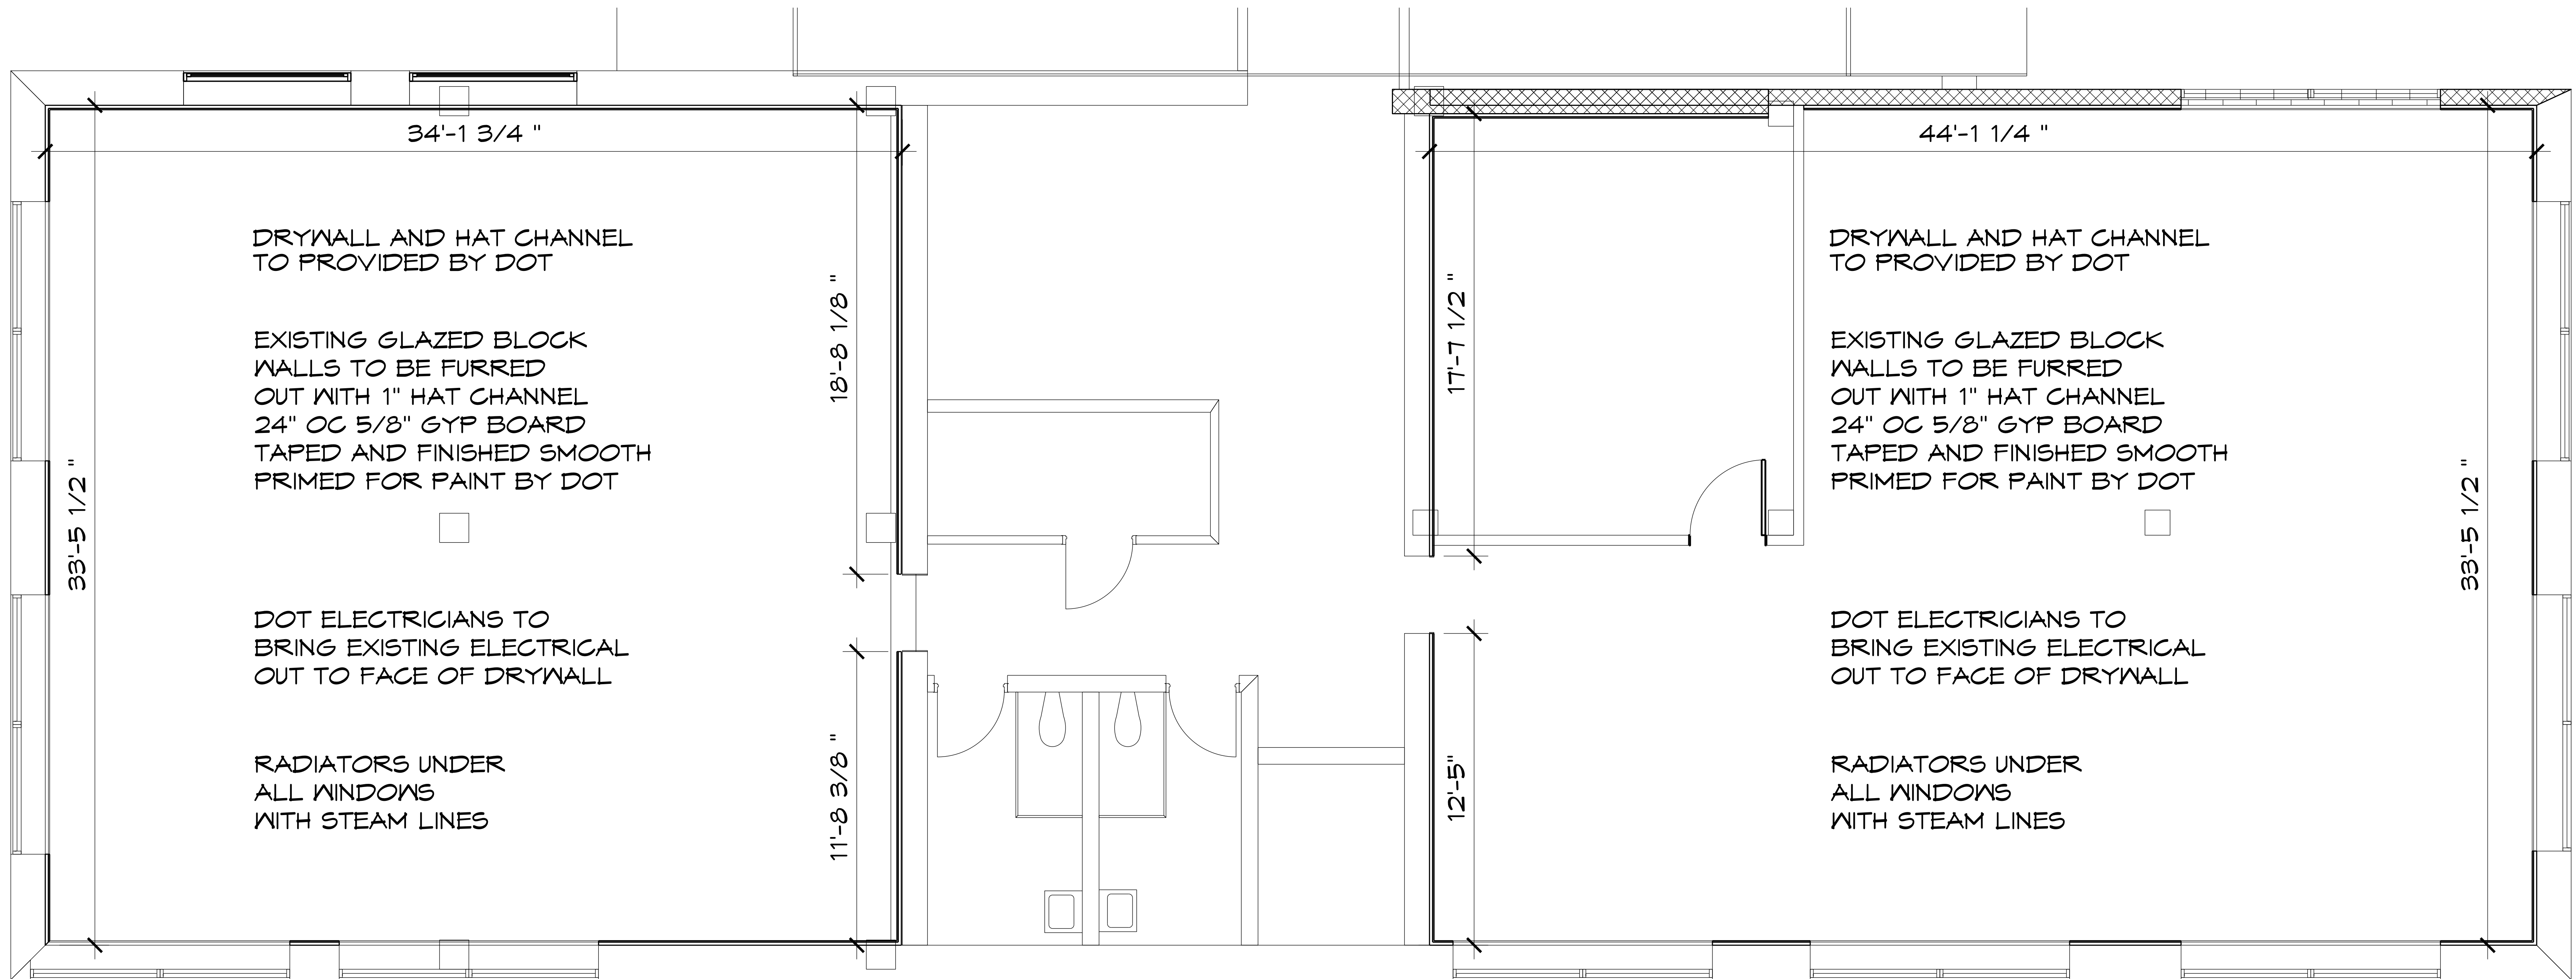 34'-1 3/4 "
44'-1 1/4 "
DRYWALL AND HAT CHANNEL
TO PROVIDED BY DOT
EXISTING GLAZED BLOCK
WALLS TO BE FURRED
OUT WITH 1" HAT CHANNEL
24" OC 5/8" GYP BOARD
TAPED AND FINISHED SMOOTH
PRIMED FOR PAINT BY DOT
DOT ELECTRICIANS TO
BRING EXISTING ELECTRICAL
OUT TO FACE OF DRYWALL
RADIATORS UNDER
ALL WINDOWS
WITH STEAM LINES
33'-5 1/2 "
18'-8 1/8 "
11'-8 3/8 "
17'-7 1/2 "
12'-5"
DRYWALL AND HAT CHANNEL
TO PROVIDED BY DOT
EXISTING GLAZED BLOCK
WALLS TO BE FURRED
OUT WITH 1" HAT CHANNEL
24" OC 5/8" GYP BOARD
TAPED AND FINISHED SMOOTH
PRIMED FOR PAINT BY DOT
DOT ELECTRICIANS TO
BRING EXISTING ELECTRICAL
OUT TO FACE OF DRYWALL
RADIATORS UNDER
ALL WINDOWS
WITH STEAM LINES
33'-5 1/2 "